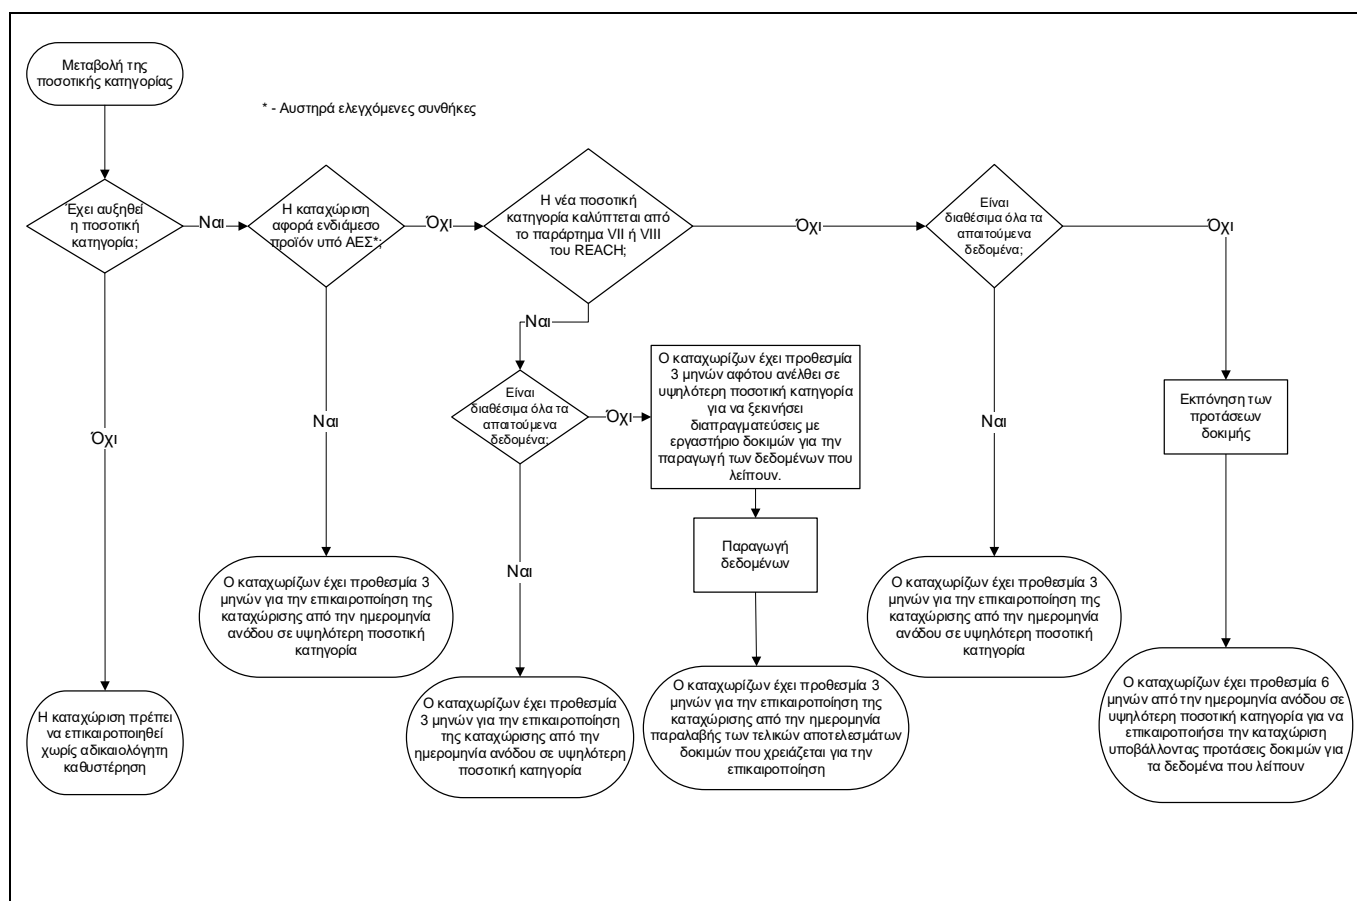 Μεταβολή της
ποσοτικής κατηγορίας
* - Αυστηρά ελεγχόμενες συνθήκες
Έχει αυξηθεί
η ποσοτική
κατηγορία;
Ναι
Η καταχώριση
αφορά ενδιάμεσο
προϊόν υπό ΑΕΣ*;
Όχι
Η νέα ποσοτική
κατηγορία καλύπτεται από
το παράρτημα VII ή VIII
του REACH;
Όχι
Είναι
διαθέσιμα όλα τα
απαιτούμενα
δεδομένα;
Όχι
Ναι
Είναι
διαθέσιμα όλα τα
απαιτούμενα
δεδομένα;
Όχι
Ο καταχωρίζων έχει προθεσμία
3 μηνών αφότου ανέλθει σε
υψηλότερη ποσοτική κατηγορία
για να ξεκινήσει
διαπραγματεύσεις με
εργαστήριο δοκιμών για την
παραγωγή των δεδομένων που
λείπουν.
Εκπόνηση των
προτάσεων
δοκιμής
Όχι
Ναι
Ναι
Παραγωγή
δεδομένων
Ναι
Ο καταχωρίζων έχει προθεσμία 3
μηνών για την επικαιροποίηση της
καταχώρισης από την ημερομηνία
ανόδου σε υψηλότερη ποσοτική
κατηγορία
Ο καταχωρίζων έχει προθεσμία 3
μηνών για την επικαιροποίηση της
καταχώρισης από την ημερομηνία
ανόδου σε υψηλότερη ποσοτική
κατηγορία
Η καταχώριση πρέπει
να επικαιροποιηθεί
χωρίς αδικαιολόγητη
καθυστέρηση
Ο καταχωρίζων έχει προθεσμία
3 μηνών για την επικαιροποίηση
της καταχώρισης από την
ημερομηνία ανόδου σε υψηλότερη
ποσοτική κατηγορία
Ο καταχωρίζων έχει προθεσμία 3
μηνών για την επικαιροποίηση της
καταχώρισης από την ημερομηνία
παραλαβής των τελικών αποτελεσμάτων
δοκιμών που χρειάζεται για την
επικαιροποίηση
Ο καταχωρίζων έχει προθεσμία 6
μηνών από την ημερομηνία ανόδου σε
υψηλότερη ποσοτική κατηγορία για να
επικαιροποιήσει την καταχώριση
υποβάλλοντας προτάσεις δοκιμών για
τα δεδομένα που λείπουν